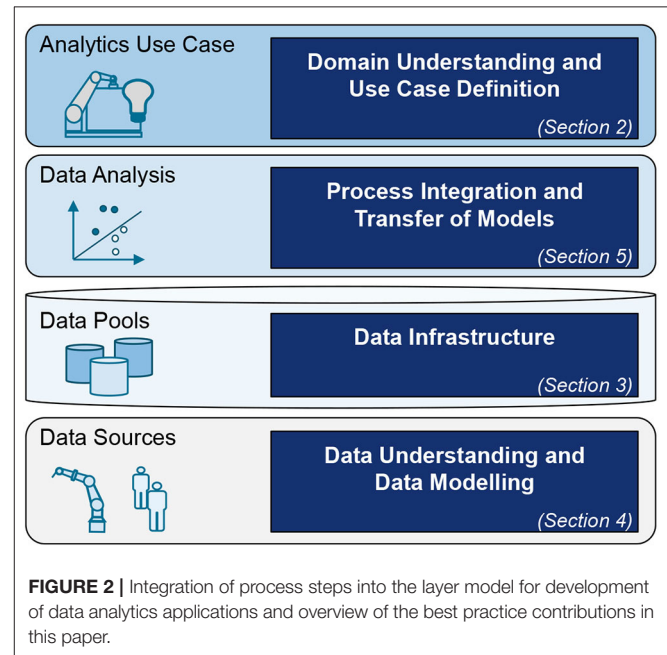 Analytics Use Case
Domain Understanding and
Use Case Definition
(Section 2)
Data Analysis
Process Integration and
Transfer of Models
(Section 5)
Data Pools
Data Infrastructure
(Section 3)
Data Sources
Data Understanding and
Data Modelling
(Section 4)
FIGURE 2 | Integration of process steps into the layer model for development
of data analytics applications and overview of the best practice contributions in
this paper.